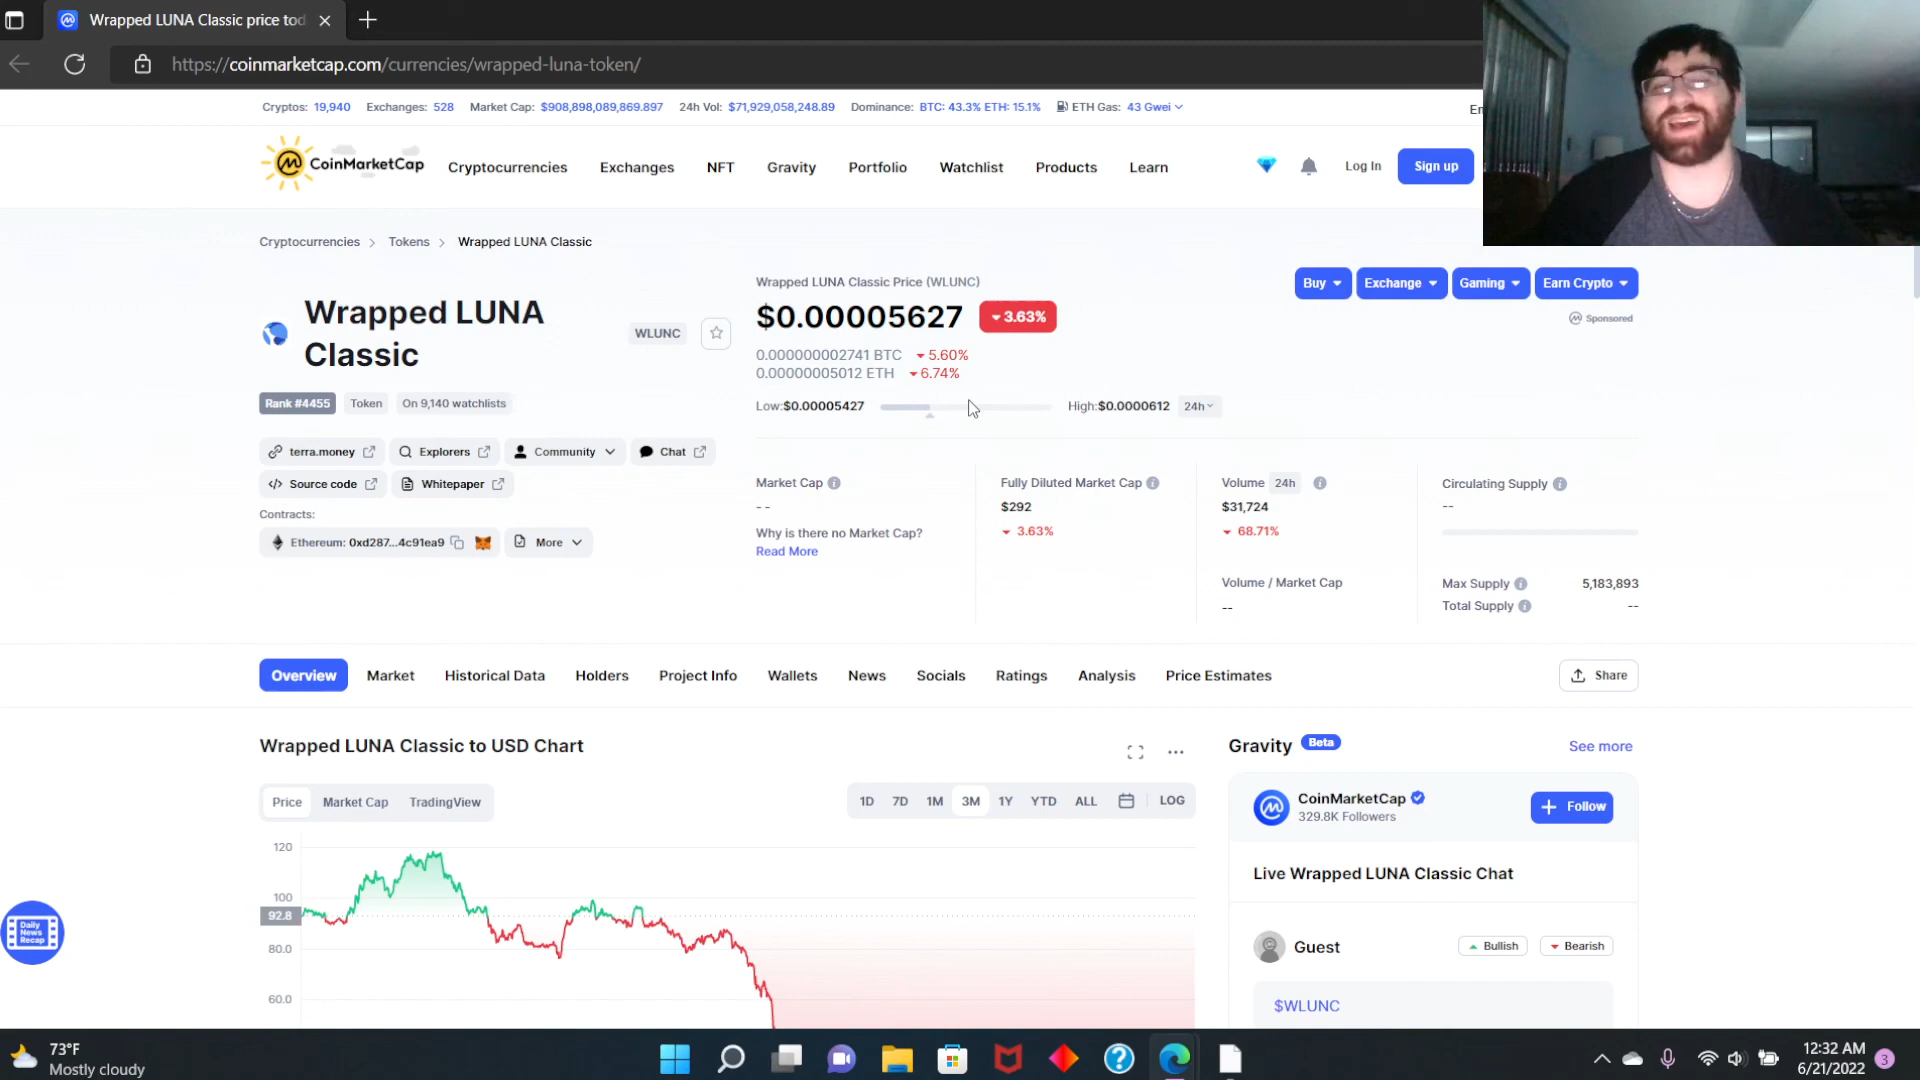 Wrapped LUNA Classic price tod
https://coinmarketcap.com/currencies/wrapped-luna-token/
Cryptos: 19,940 Exchanges: 528 Market Cap: $908,898,089,869.897 24h Vol: $71,929,058,248.89 Dominance: BTC: 43.3% ETH: 15.1% ETH Gas: 43 Gwei
CoinMarketCap Cryptocurrencies Exchanges NFT Gravity Portfolio Watchlist Products Learn Log In Sign up
Cryptocurrencies > Tokens > Wrapped LUNA Classic
Wrapped LUNA
Classic
WLUNC
Rank #4455 Token On 9,140 watchlists
terra.money Explorers Community Chat
Source code Whitepaper
Contracts:
Ethereum: 0xd287...4c91ea9 More
Wrapped LUNA Classic Price (WLUNC)
$0.00005627 3.63%
0.000000002741 BTC 5.60%
0.00000005012 ETH 6.74%
Low:$0.00005427 High:$0.0000612 24h
Buy Exchange Gaming Earn Crypto
Sponsored
Market Cap
- -
Why is there no Market Cap?
Read More
Fully Diluted Market Cap
$292
3.63%
Volume 24h
$31,724
68.71%
Volume / Market Cap
--
Circulating Supply
--
Max Supply 5,183,893
Total Supply --
Overview Market Historical Data Holders Project Info Wallets News Socials Ratings Analysis Price Estimates Share
Wrapped LUNA Classic to USD Chart
Price Market Cap TradingView
1D 7D 1M 3M 1Y YTD ALL LOG
120
100
92.8
80.0
60.0
Gravity Beta See more
CoinMarketCap
329.8K Followers
Follow
Live Wrapped LUNA Classic Chat
Guest Bullish Bearish
$WLUNC
Daily
News
Recap
73°F
Mostly cloudy
12:32 AM
6/21/2022
3